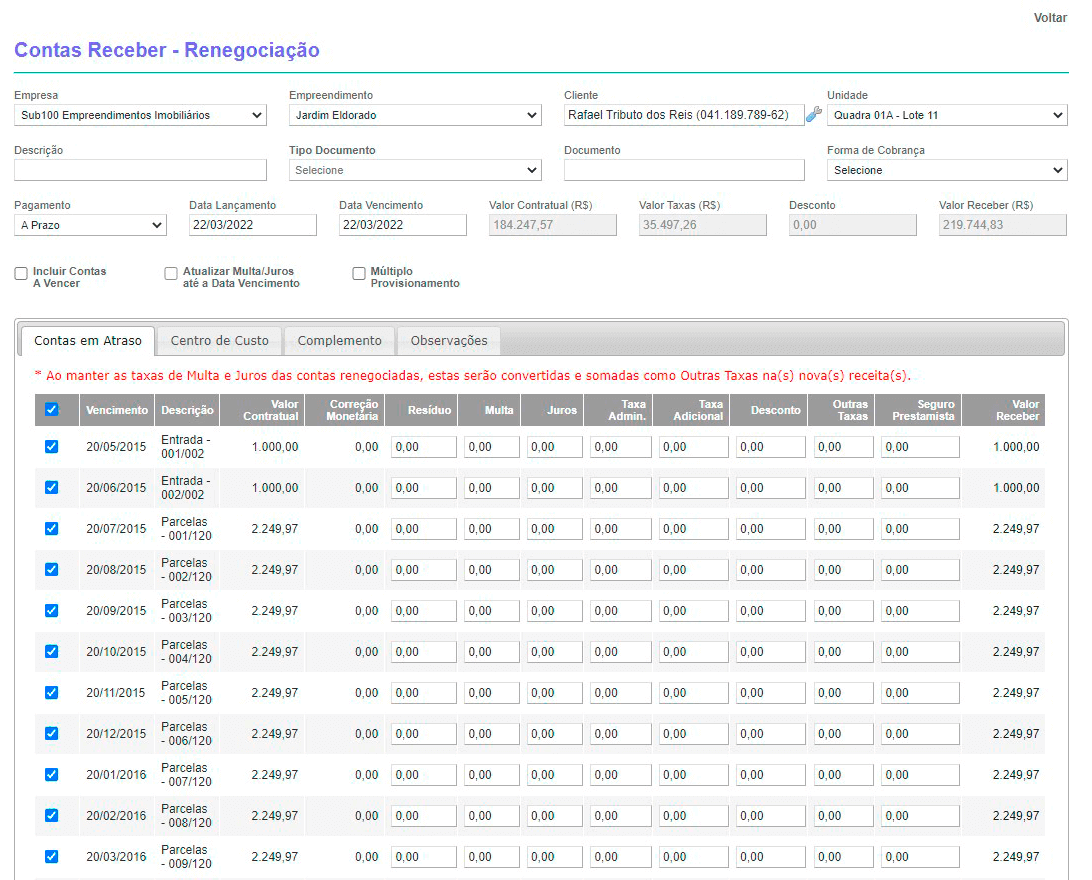 Voltar
Contas Receber - Renegociação
Empresa Empreendimento Cliente Unidade
Sub100 Empreendimentos Imobiliários Jardim Eldorado Rafael Tributo dos Reis (041.189.789-62) Quadra 01A - Lote 11
Descrição Tipo Documento Documento Forma de Cobrança
Selecione Selecione
Pagamento Data Lançamento Data Vencimento Valor Contratual (R$) Valor Taxas (R$) Desconto Valor Receber (R$)
A Prazo 22/03/2022 22/03/2022 184.247,57 35.497,26 0,00 219.744,83
Incluir Contas Atualizar Multa/Juros Múltiplo
A Vencer até a Data Vencimento Provisionamento
Contas em Atraso Centro de Custo Complemento Observações
* Ao manter as taxas de Multa e Juros das contas renegociadas, estas serão convertidas e somadas como Outras Taxas na(s) nova(s) receita(s).
Vencimento Descrição Valor Contratual Correção Monetária Resíduo Multa Juros Taxa Admin. Taxa Adicional Desconto Outras Taxas Seguro Prestamista Valor Receber
20/05/2015 Entrada - 001/002 1.000,00 0,00 0,00 0,00 0,00 0,00 0,00 0,00 0,00 0,00 1.000,00
20/06/2015 Entrada - 002/002 1.000,00 0,00 0,00 0,00 0,00 0,00 0,00 0,00 0,00 0,00 1.000,00
20/07/2015 Parcelas - 001/120 2.249,97 0,00 0,00 0,00 0,00 0,00 0,00 0,00 0,00 0,00 2.249,97
20/08/2015 Parcelas - 002/120 2.249,97 0,00 0,00 0,00 0,00 0,00 0,00 0,00 0,00 0,00 2.249,97
20/09/2015 Parcelas - 003/120 2.249,97 0,00 0,00 0,00 0,00 0,00 0,00 0,00 0,00 0,00 2.249,97
20/10/2015 Parcelas - 004/120 2.249,97 0,00 0,00 0,00 0,00 0,00 0,00 0,00 0,00 0,00 2.249,97
20/11/2015 Parcelas - 005/120 2.249,97 0,00 0,00 0,00 0,00 0,00 0,00 0,00 0,00 0,00 2.249,97
20/12/2015 Parcelas - 006/120 2.249,97 0,00 0,00 0,00 0,00 0,00 0,00 0,00 0,00 0,00 2.249,97
20/01/2016 Parcelas - 007/120 2.249,97 0,00 0,00 0,00 0,00 0,00 0,00 0,00 0,00 0,00 2.249,97
20/02/2016 Parcelas - 008/120 2.249,97 0,00 0,00 0,00 0,00 0,00 0,00 0,00 0,00 0,00 2.249,97
20/03/2016 Parcelas - 009/120 2.249,97 0,00 0,00 0,00 0,00 0,00 0,00 0,00 0,00 0,00 2.249,97